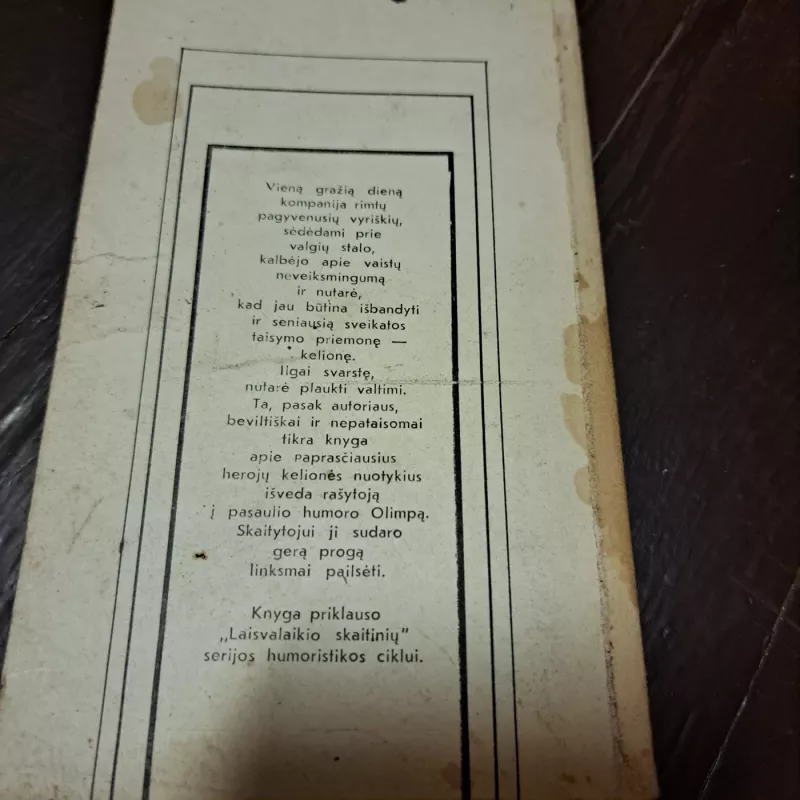 Vieną gražią dieną
kompanija rimtų
pagyvenusių vyriškių,
sėdėdami prie
valgių stalo,
kalbėjo apie vaistų
neveiksmingumą
ir nutarė,
kad jau būtina išbandyti
ir seniausią sveikatos
taisymo priemonę —
kelionę.
Ilgai svarstę,
nutarė plaukti valtimi.
Ta, pasak autoriaus,
beviltiškai ir nepataisomai
tikra knyga
apie paprasčiausius
herojų kelionės nuotykius
išveda rašytoją
į pasaulio humoro Olimpą.
Skaitytojui ji sudaro
gerą progą
linksmai pailsėti.
Knyga priklauso
„Laisvalaikio skaitinių"
serijos humoristikos ciklui.